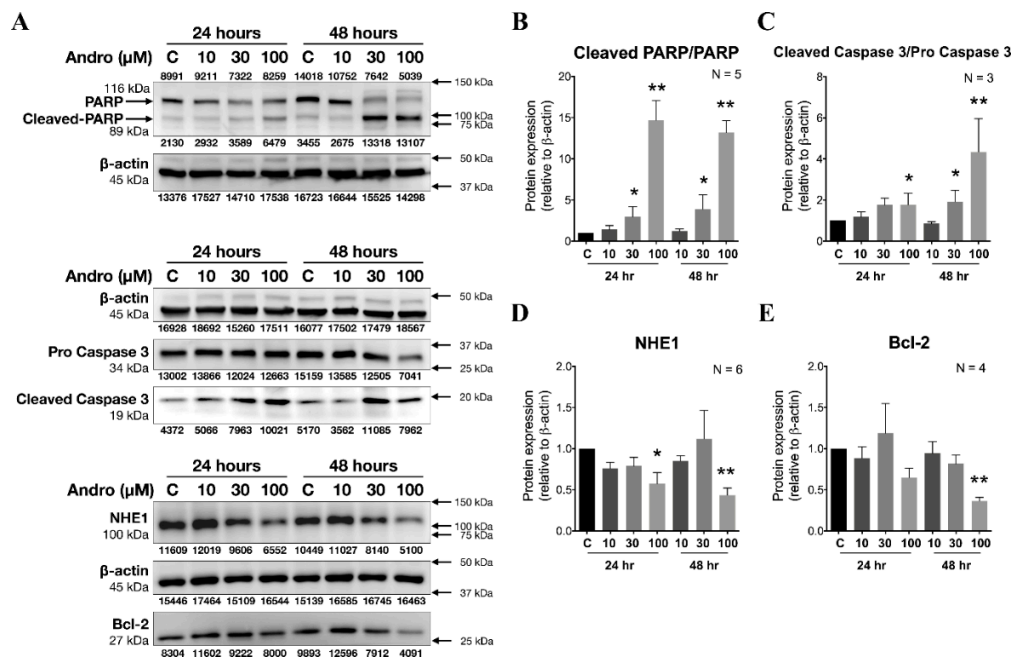 A
24 hours 48 hours
Andro (μM) C 10 30 100 C 10 30 100
8991 9211 7322 8259 14018 10752 7642 5039
150 kDa
116 kDa
PARP
100 kDa
Cleaved-PARP
75 kDa
89 kDa
2130 2932 3589 6479 3455 2675 13318 13107
β-actin
50 kDa
45 kDa
37 kDa
13376 17527 14710 17538 16723 16644 15525 14298
24 hours 48 hours
Andro (μM) C 10 30 100 C 10 30 100
β-actin
50 kDa
45 kDa
16928 18692 15260 17511 16077 17502 17479 18567
37 kDa
Pro Caspase 3
34 kDa
25 kDa
13002 13866 12024 12663 15159 13585 12505 7041
Cleaved Caspase 3
20 kDa
19 kDa
4372 5066 7963 10021 5170 3562 11085 7962
24 hours 48 hours
Andro (μM) C 10 30 100 C 10 30 100
150 kDa
NHE1
100 kDa
100 kDa
75 kDa
11609 12019 9606 6552 10449 11027 8140 5100
50 kDa
β-actin
45 kDa
37 kDa
15446 17464 15109 16544 15139 16585 16745 16463
Bcl-2
27 kDa
25 kDa
8304 11602 9222 8000 9893 12596 7912 4091
B
Cleaved PARP/PARP
N = 5
Protein expression
(relative to β-actin)
20
15
10
5
0
* ** * **
C 10 30 100 10 30 100
24 hr 48 hr
C
Cleaved Caspase 3/Pro Caspase 3
N = 3
Protein expression
(relative to β-actin)
8
6
4
2
0
* * **
C 10 30 100 10 30 100
24 hr 48 hr
D
NHE1
N = 6
Protein expression
(relative to β-actin)
2.0
1.5
1.0
0.5
0.0
* **
C 10 30 100 10 30 100
24 hr 48 hr
E
Bcl-2
N = 4
Protein expression
(relative to β-actin)
2.0
1.5
1.0
0.5
0.0
**
C 10 30 100 10 30 100
24 hr 48 hr